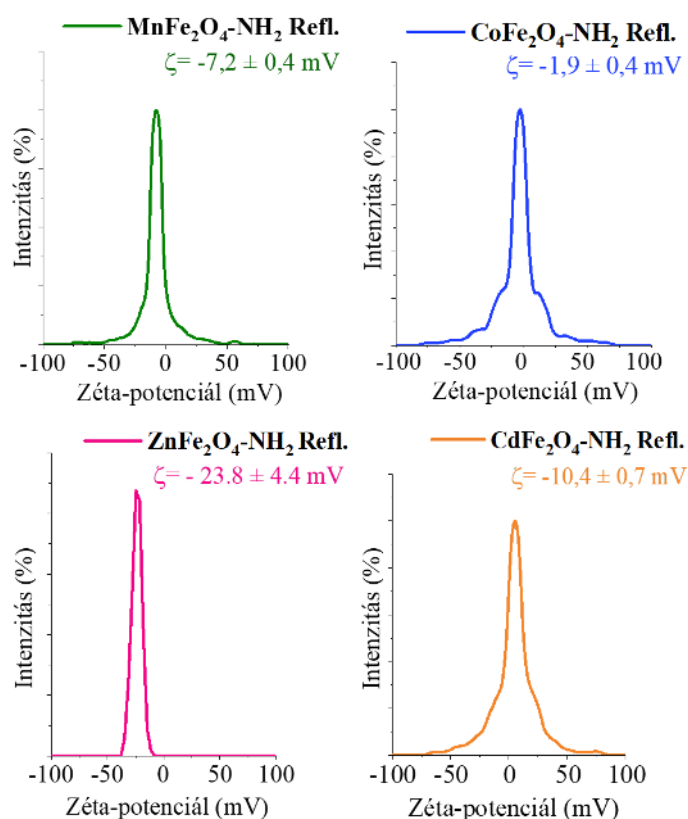 MnFe₂O₄-NH₂ Refl.
ζ= -7,2 ± 0,4 mV
Intenzitás (%)
-100 -50 0 50 100
Zéta-potenciál (mV)
CoFe₂O₄-NH₂ Refl.
ζ= -1,9 ± 0,4 mV
Intenzitás (%)
-100 -50 0 50 100
Zéta-potenciál (mV)
ZnFe₂O₄-NH₂ Refl.
ζ= - 23.8 ± 4.4 mV
Intenzitás (%)
-100 -50 0 50 100
Zéta-potenciál (mV)
CdFe₂O₄-NH₂ Refl.
ζ= -10,4 ± 0,7 mV
Intenzitás (%)
-100 -50 0 50 100
Zéta-potenciál (mV)